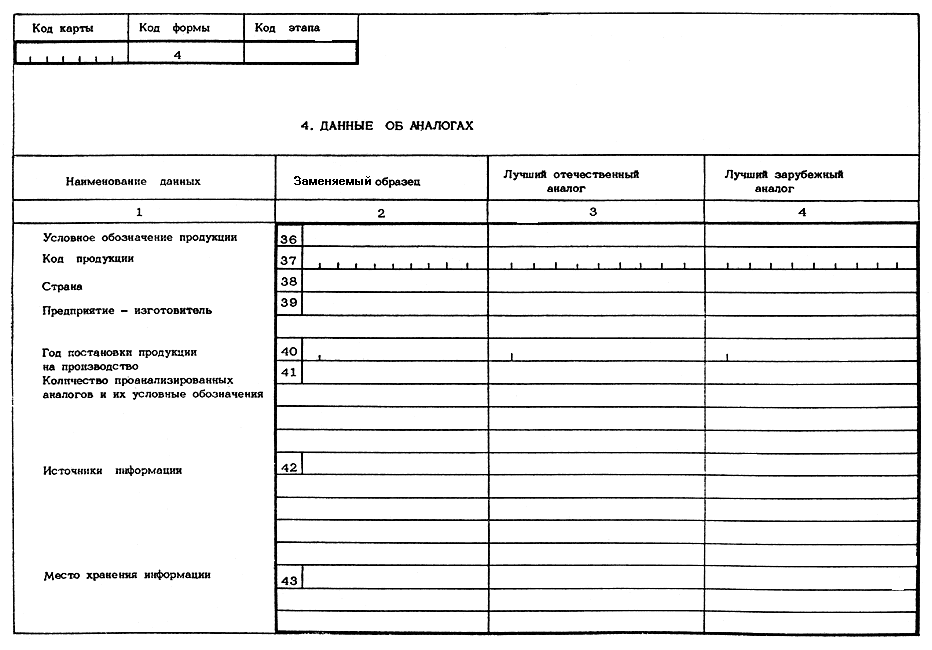 Код карты Код формы Код этапа
4
4. ДАННЫЕ ОБ АНАЛОГАХ
Наименование данных Заменяемый образец Лучший отечественный аналог Лучший зарубежный аналог
1 2 3 4
Условное обозначение продукции 36
Код продукции 37
Страна 38
Предприятие – изготовитель 39
Год постановки продукции 40
на производство
Количество проанализированных 41
аналогов и их условные обозначения
Источники информации 42
Место хранения информации 43